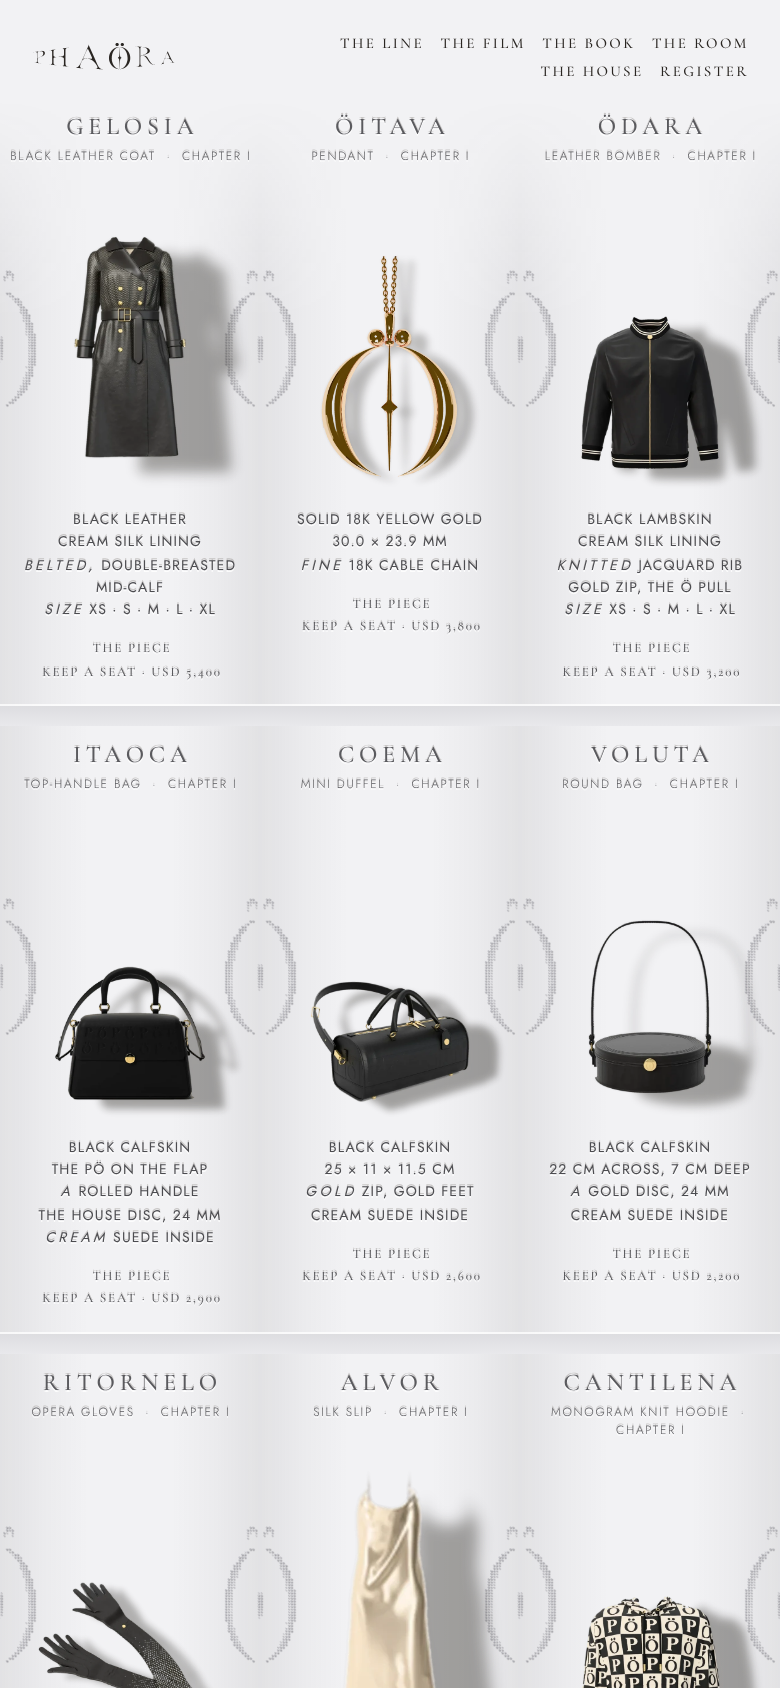 PHAÖRA
THE LINE THE FILM THE BOOK THE ROOM
THE HOUSE REGISTER
GELOSIA
BLACK LEATHER COAT · CHAPTER I
ÖITAVA
PENDANT · CHAPTER I
ÖDARA
LEATHER BOMBER · CHAPTER I
BLACK LEATHER
CREAM SILK LINING
BELTED, DOUBLE-BREASTED
MID-CALF
SIZE XS · S · M · L · XL
THE PIECE
KEEP A SEAT · USD 5,400
SOLID 18K YELLOW GOLD
30.0 × 23.9 MM
FINE 18K CABLE CHAIN
THE PIECE
KEEP A SEAT · USD 3,800
BLACK LAMBSKIN
CREAM SILK LINING
KNITTED JACQUARD RIB
GOLD ZIP, THE Ö PULL
SIZE XS · S · M · L · XL
THE PIECE
KEEP A SEAT · USD 3,200
ITAOCA
TOP-HANDLE BAG · CHAPTER I
COEMA
MINI DUFFEL · CHAPTER I
VOLUTA
ROUND BAG · CHAPTER I
BLACK CALFSKIN
THE PÖ ON THE FLAP
A ROLLED HANDLE
THE HOUSE DISC, 24 MM
CREAM SUEDE INSIDE
THE PIECE
KEEP A SEAT · USD 2,900
BLACK CALFSKIN
25 × 11 × 11.5 CM
GOLD ZIP, GOLD FEET
CREAM SUEDE INSIDE
THE PIECE
KEEP A SEAT · USD 2,600
BLACK CALFSKIN
22 CM ACROSS, 7 CM DEEP
A GOLD DISC, 24 MM
CREAM SUEDE INSIDE
THE PIECE
KEEP A SEAT · USD 2,200
RITORNELO
OPERA GLOVES · CHAPTER I
ALVOR
SILK SLIP · CHAPTER I
CANTILENA
MONOGRAM KNIT HOODIE ·
CHAPTER I